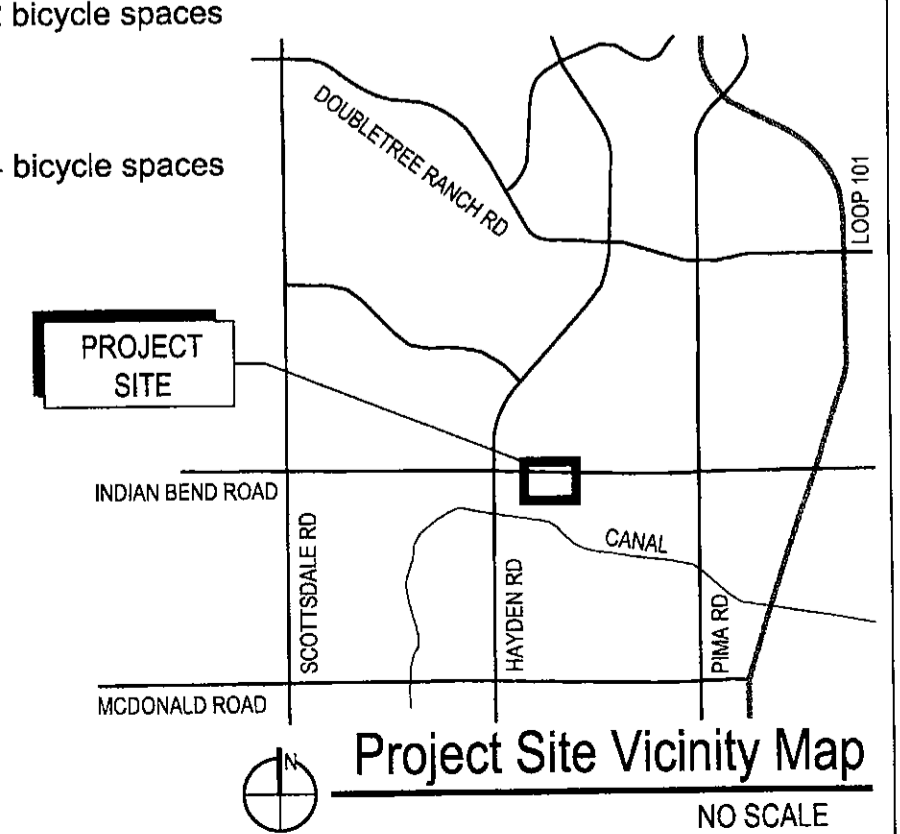 bicycle spaces
bicycle spaces
DOUBLETREE RANCH RD
LOOP 101
PROJECT
SITE
INDIAN BEND ROAD
CANAL
SCOTTSDALE RD
HAYDEN RD
PIMA RD
MCDONALD ROAD
N
Project Site Vicinity Map
NO SCALE